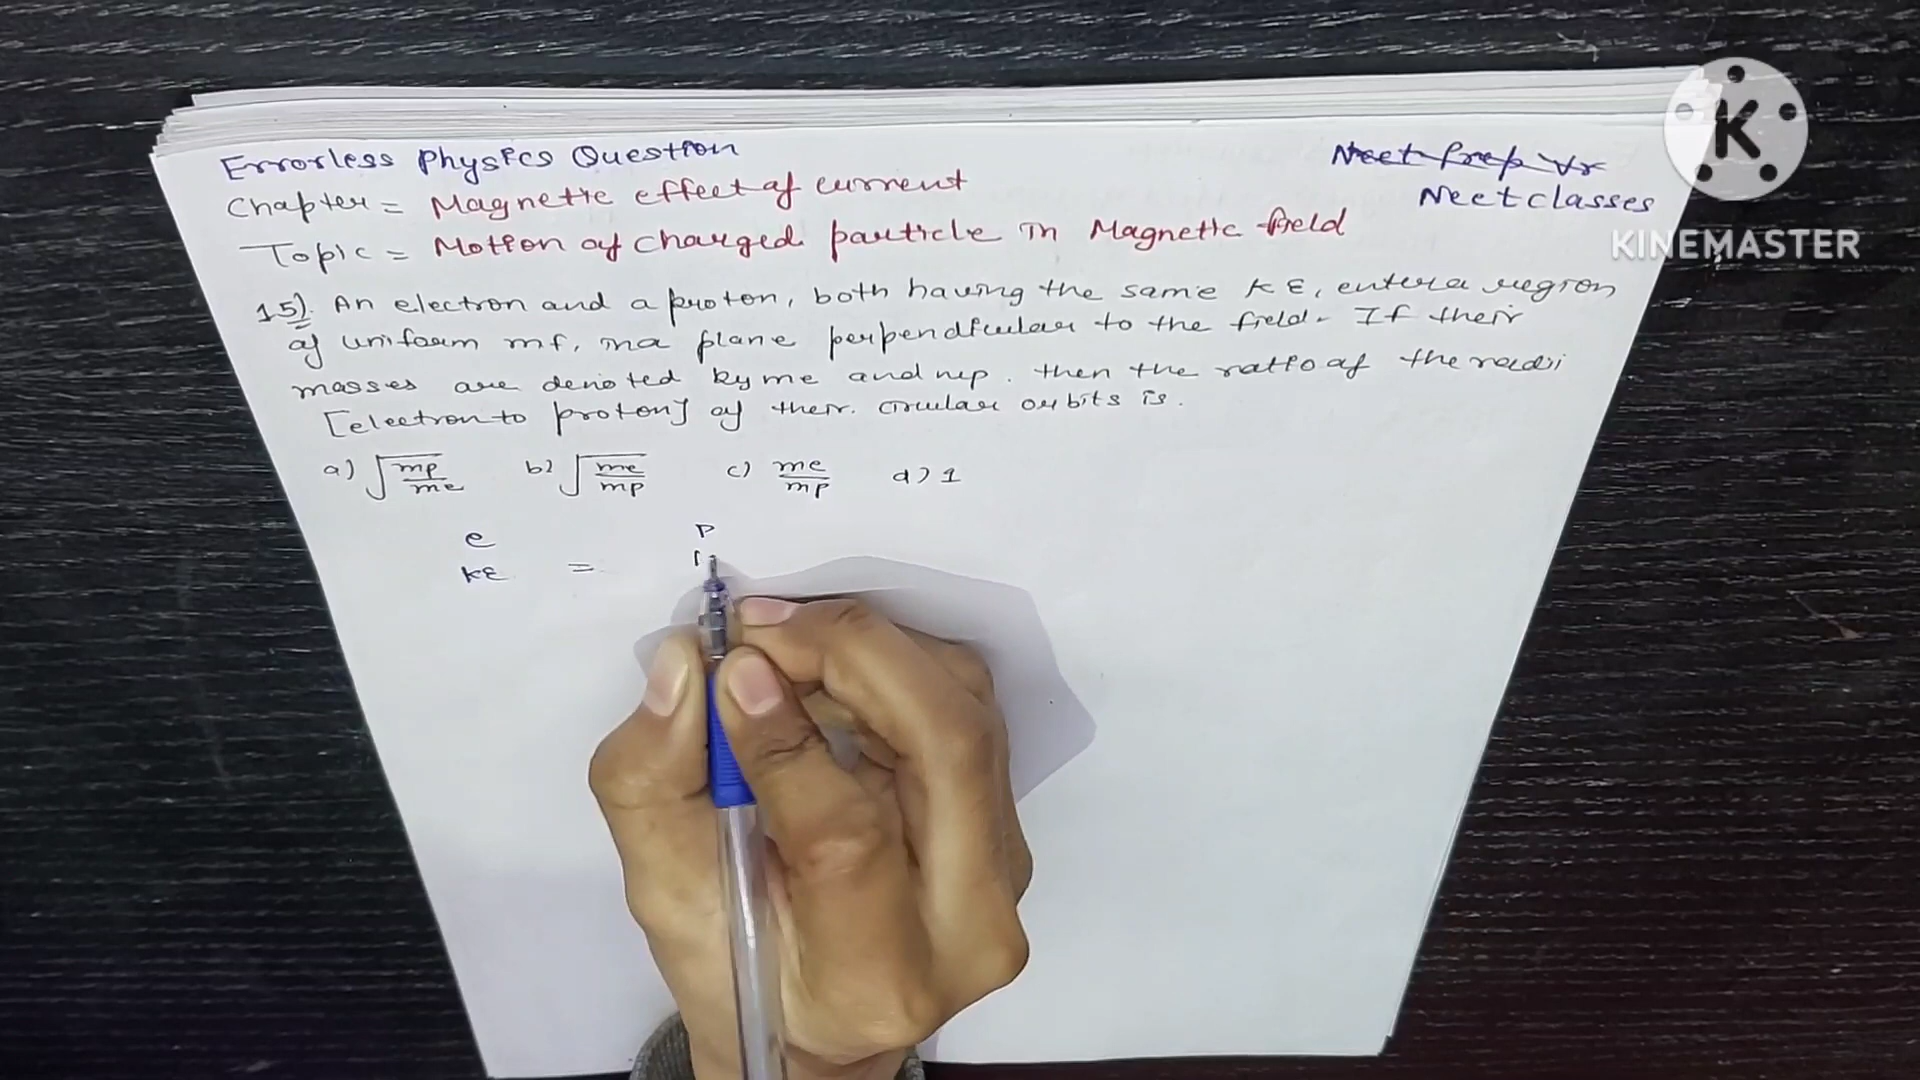 Errorless Physics Question
Neet Prep Vr
Neet classes
K
KINEMASTER
Chapter = Magnetic effect of current
Topic = Motion of charged particle in Magnetic field
15) An electron and a proton, both having the same KE, enter a region
of uniform mf, in a plane perpendicular to the field. If their
masses are denoted by me and mp. then the ratio of the radii
[electron to proton] of their circular orbits is.
a) √mp/me b) √me/mp c) me/mp d) 1
e P
KE =